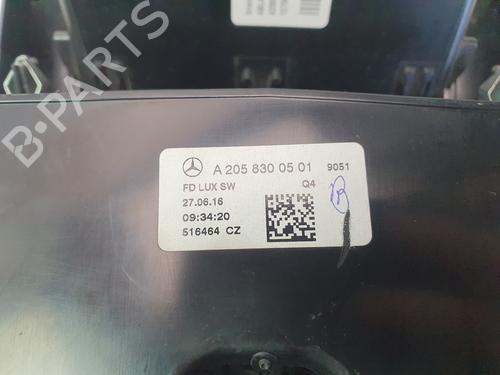 A 205 830 05 01 9051
FD LUX SW Q4
27.06.16
09:34:20
516464 CZ
B-PARTS